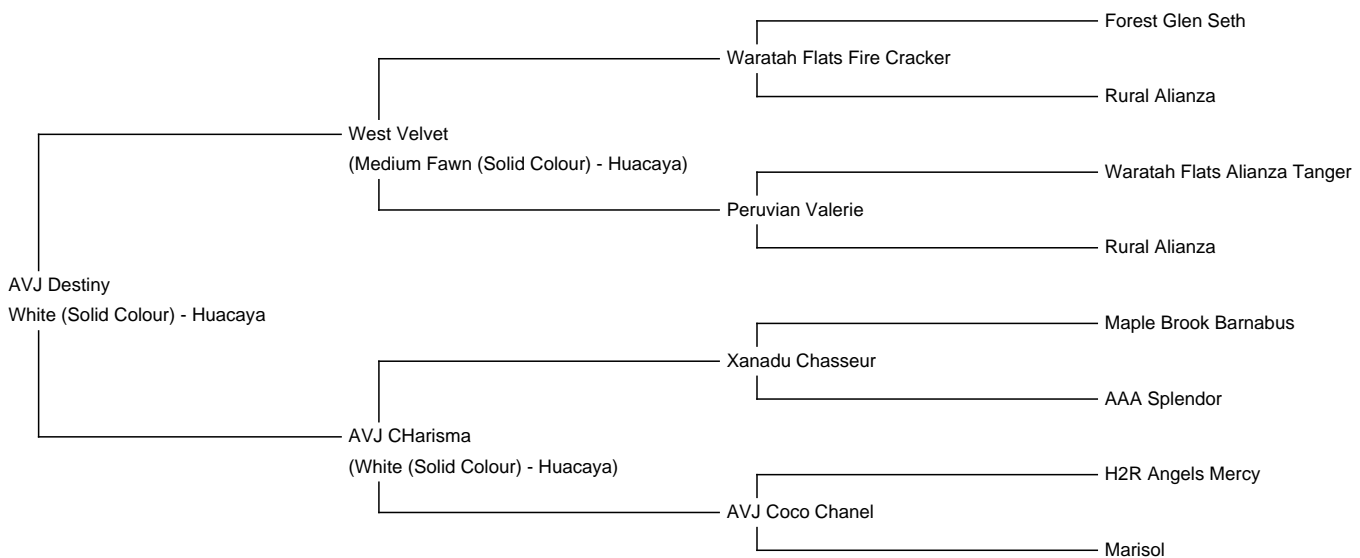 Forest Glen Seth
Waratah Flats Fire Cracker
Rural Alianza
West Velvet
(Medium Fawn (Solid Colour) - Huacaya)
Waratah Flats Alianza Tanger
Peruvian Valerie
Rural Alianza
AVJ Destiny
White (Solid Colour) - Huacaya
Maple Brook Barnabus
Xanadu Chasseur
AAA Splendor
AVJ CHarisma
(White (Solid Colour) - Huacaya)
H2R Angels Mercy
AVJ Coco Chanel
Marisol